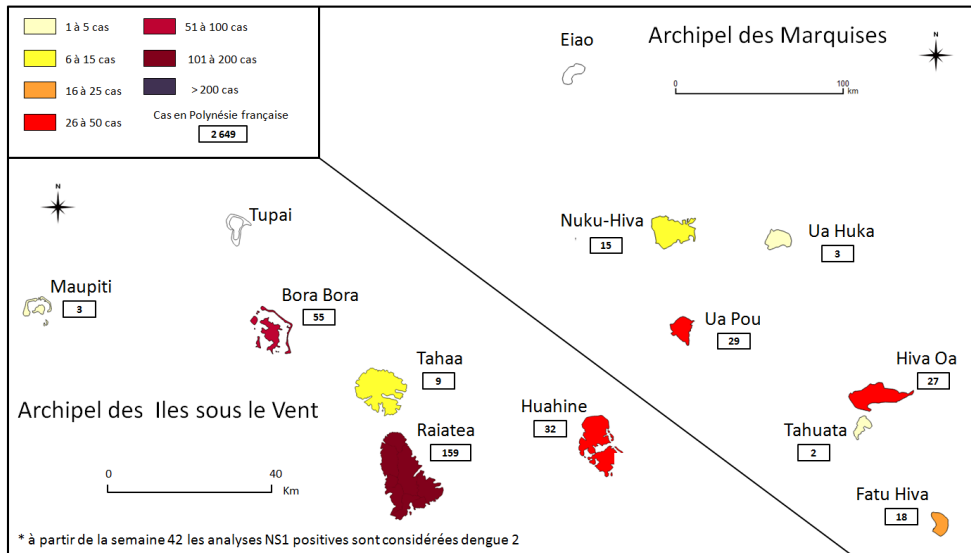 1 à 5 cas
6 à 15 cas
16 à 25 cas
26 à 50 cas
51 à 100 cas
101 à 200 cas
> 200 cas
Cas en Polynésie française
2 649
Eiao
Archipel des Marquises
N
0
100
km
Nuku-Hiva
15
Ua Huka
3
Ua Pou
29
Hiva Oa
27
Tahuata
2
Fatu Hiva
18
N
Tupai
Maupiti
3
Bora Bora
55
Tahaa
9
Archipel des Iles sous le Vent
Huahine
32
Raiatea
159
0
40
Km
* à partir de la semaine 42 les analyses NS1 positives sont considérées dengue 2